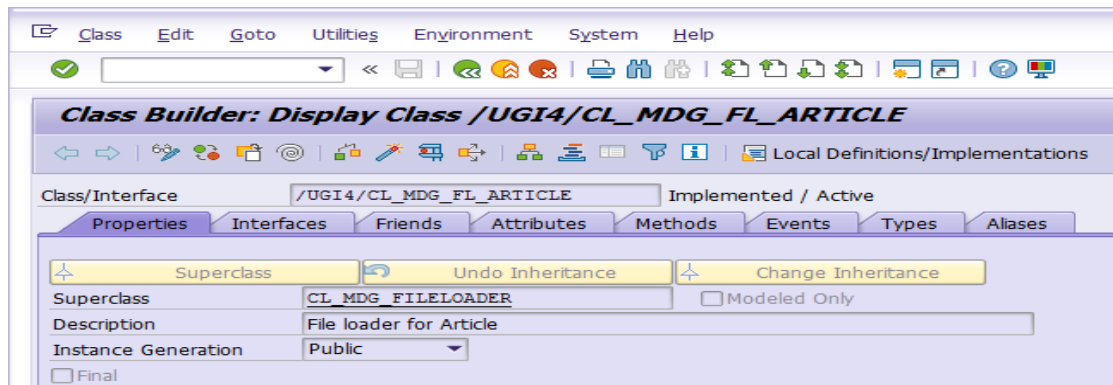 Class Edit Goto Utilities Environment System Help
Class Builder: Display Class /UGI4/CL_MDG_FL_ARTICLE
Local Definitions/Implementations
Class/Interface /UGI4/CL_MDG_FL_ARTICLE Implemented / Active
Properties Interfaces Friends Attributes Methods Events Types Aliases
Superclass Undo Inheritance Change Inheritance
Superclass CL_MDG_FILELOADER Modeled Only
Description File loader for Article
Instance Generation Public
Final